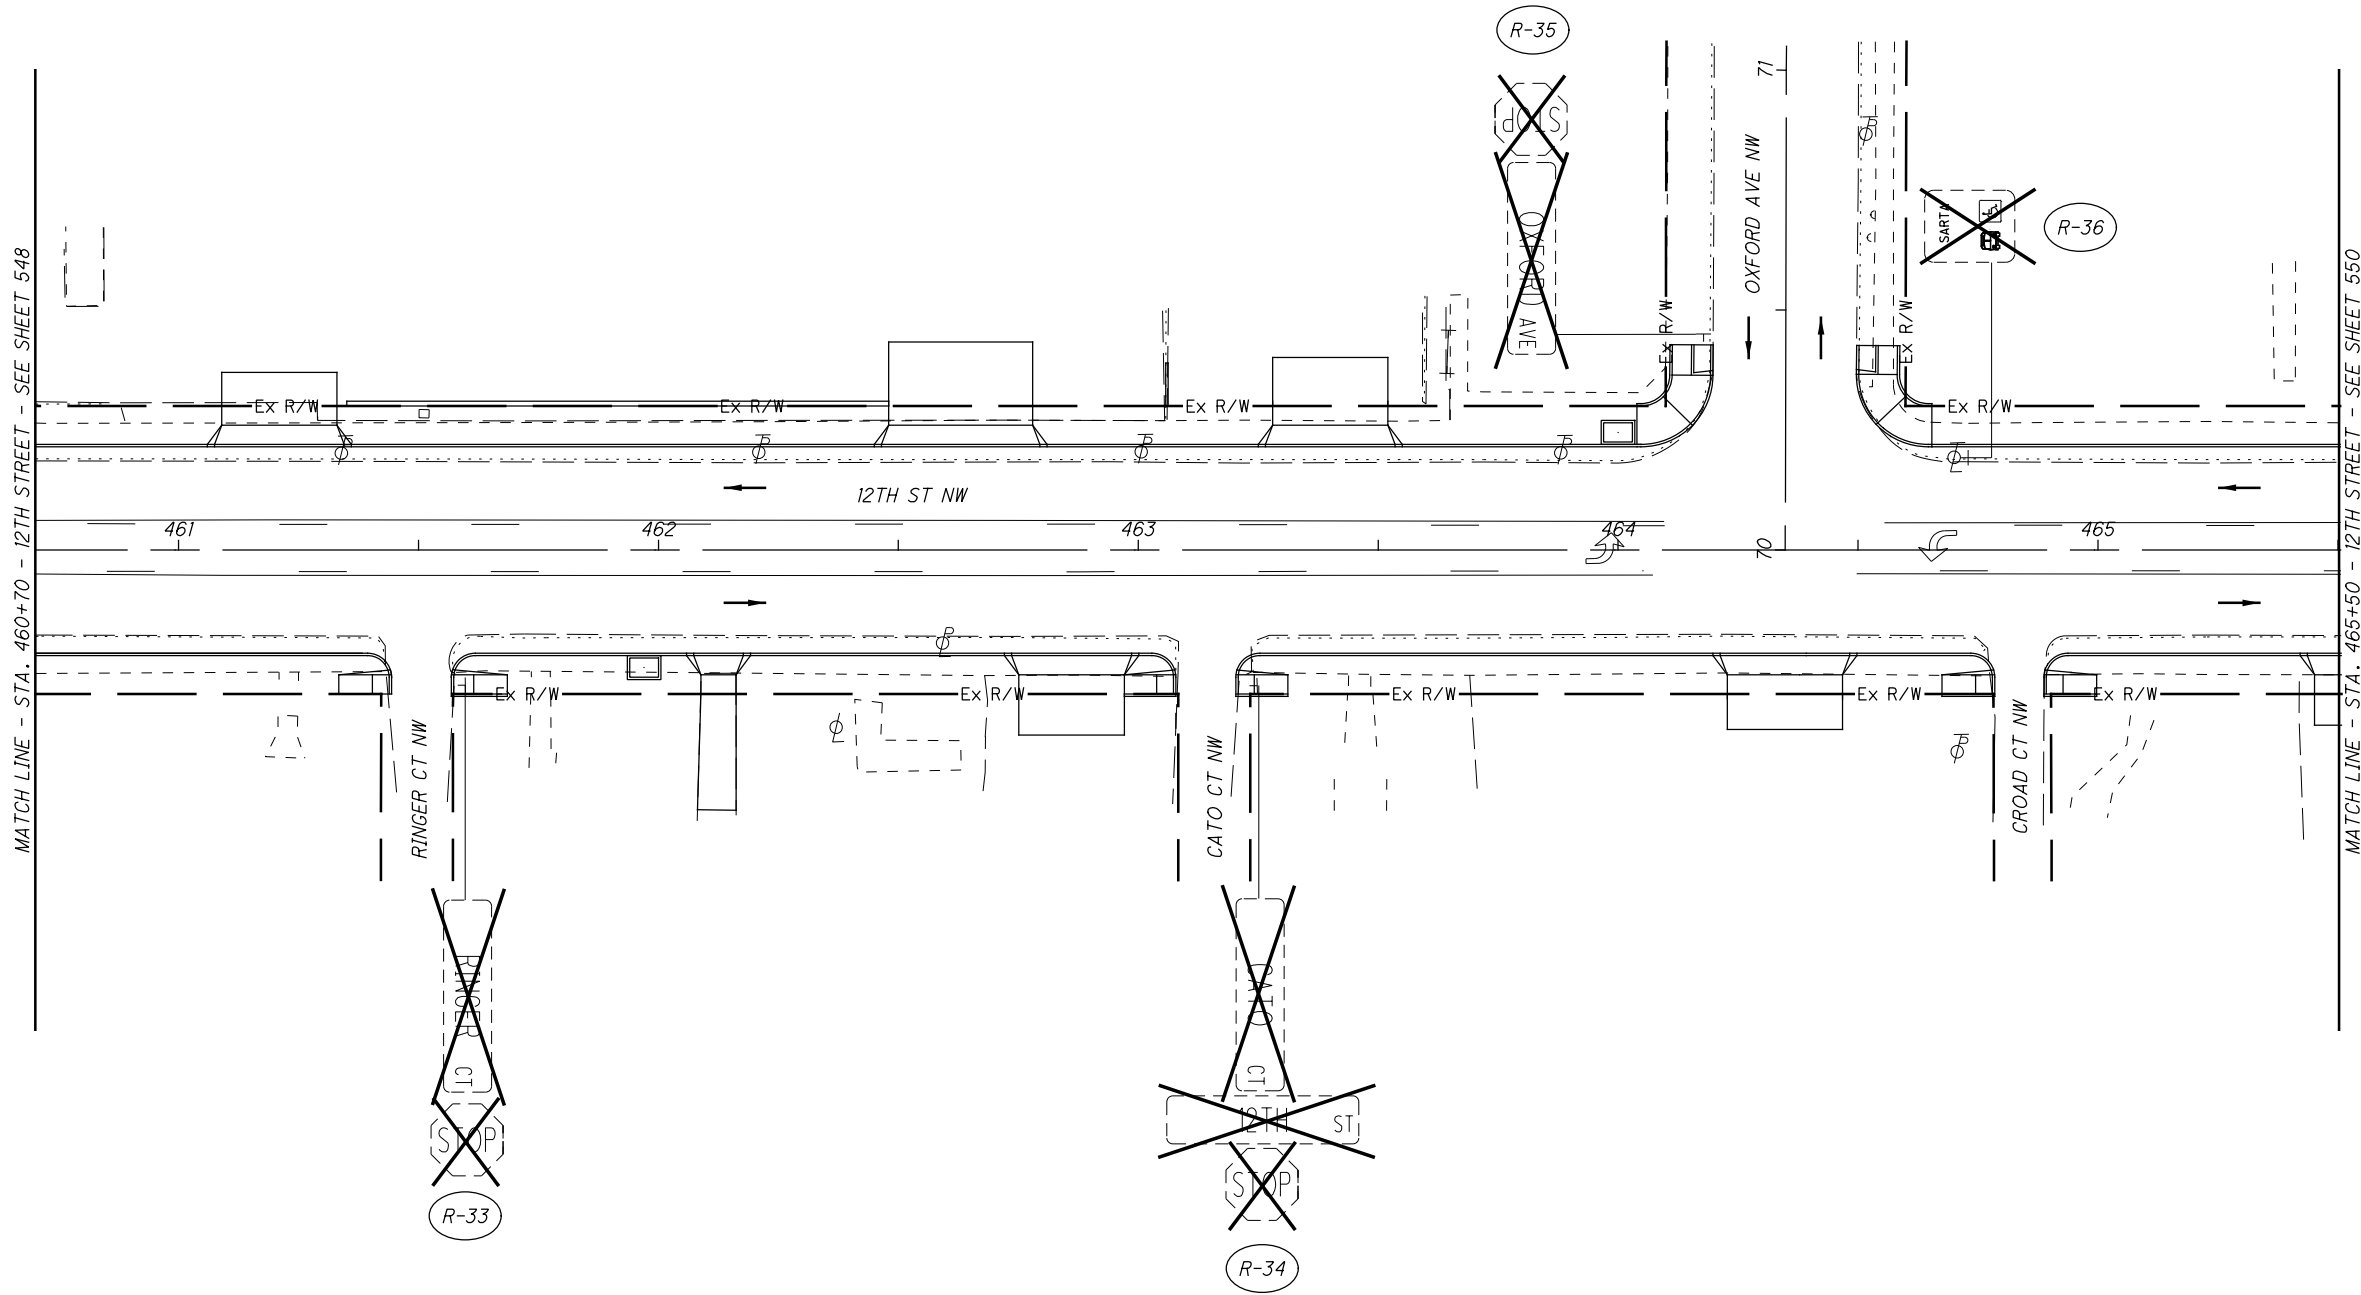 R-35
STOP
OXFORD AVE
OXFORD AVE NW
71
Ex R/W
Ex R/W
SARTA
R-36
MATCH LINE - STA. 460+70 - 12TH STREET - SEE SHEET 548
MATCH LINE - STA. 465+50 - 12TH STREET - SEE SHEET 550
Ex R/W
Ex R/W
Ex R/W
Ex R/W
12TH ST NW
461
462
463
464
465
70
Ex R/W
Ex R/W
Ex R/W
Ex R/W
Ex R/W
RINGER CT NW
CATO CT NW
CROAD CT NW
RINGER CT
STOP
R-33
CATO CT
12TH ST
STOP
R-34